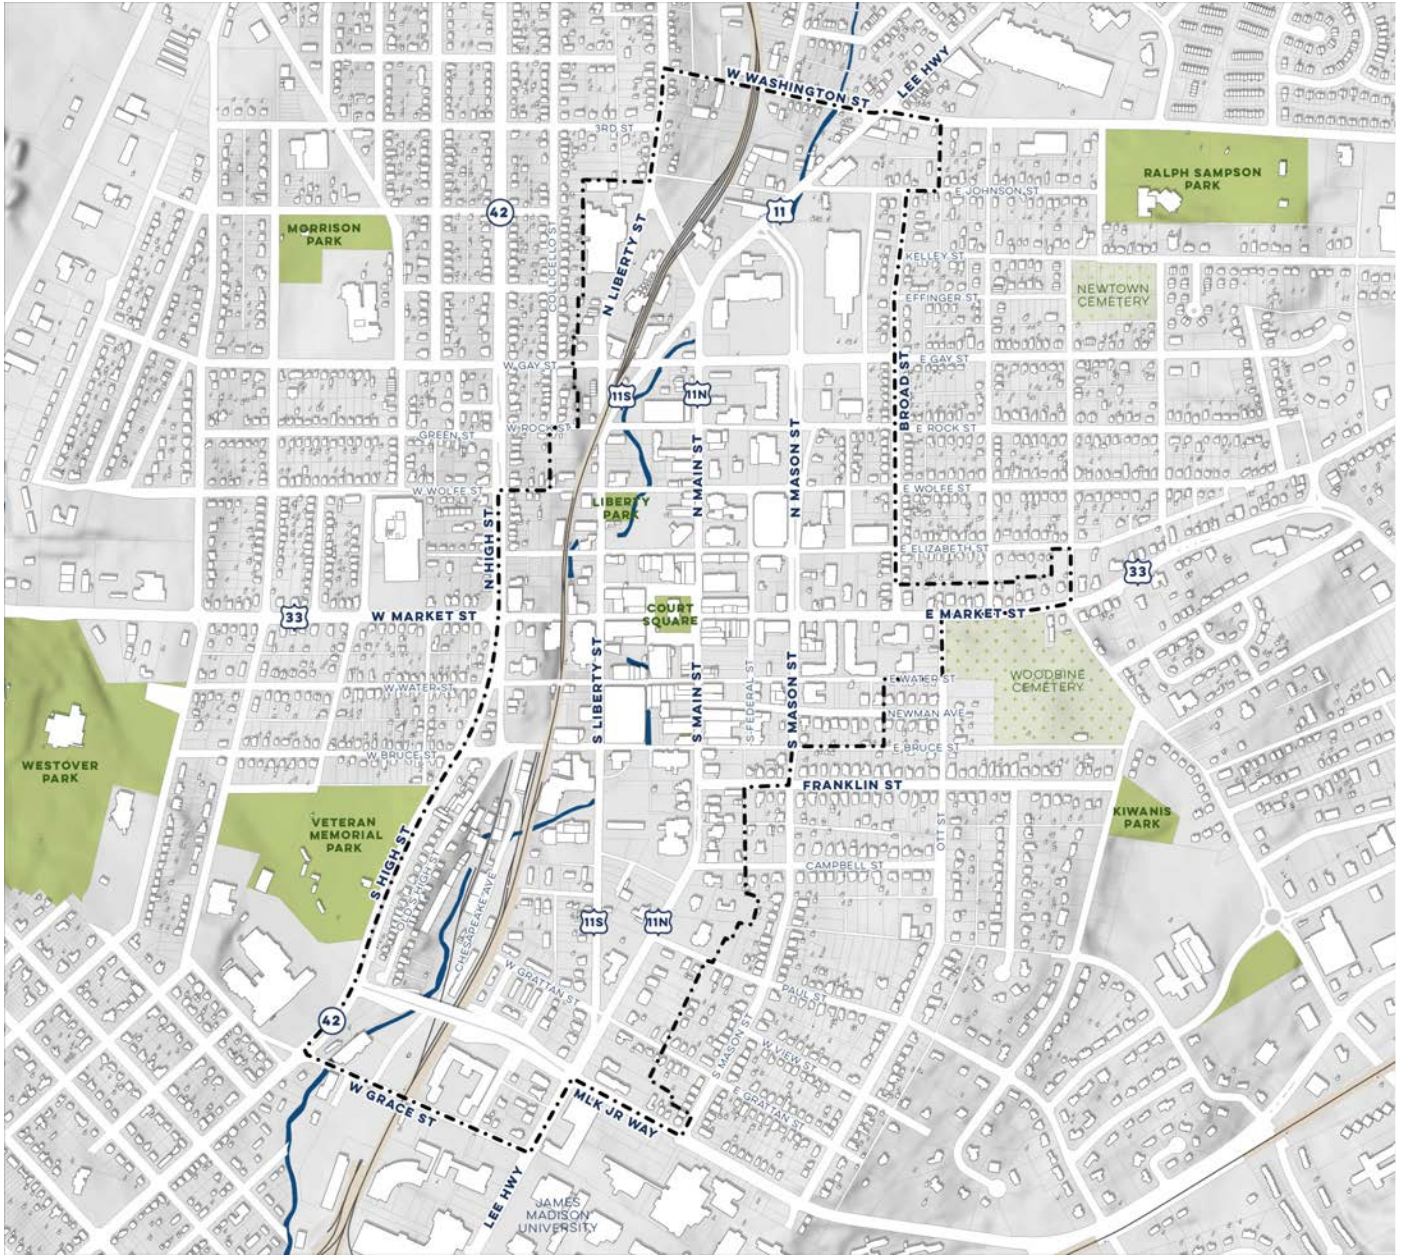 W WASHINGTON ST
LEE HWY
3RD ST
RALPH SAMPSON
PARK
E JOHNSON ST
42
11
MORRISON
PARK
COLLICELLO ST
N LIBERTY ST
KELLEY ST
NEWTOWN
CEMETERY
EFFINGER ST
W GAY ST
E GAY ST
BROAD ST
11S
11N
GREEN ST
W ROCK ST
E ROCK ST
N MAIN ST
N MASON ST
W WOLFE ST
E WOLFE ST
LIBERTY
PARK
N HIGH ST
E ELIZABETH ST
33
33
W MARKET ST
COURT
SQUARE
E MARKET ST
S LIBERTY ST
S MAIN ST
S FEDERAL ST
S MASON ST
W WATER ST
E WATER ST
WOODBINE
CEMETERY
NEWMAN AVE
W BRUCE ST
E BRUCE ST
WESTOVER
PARK
FRANKLIN ST
VETERAN
MEMORIAL
PARK
KIWANIS
PARK
OTT ST
S HIGH ST
OLD S HIGH ST
CAMPBELL ST
CHESAPEAKE AVE
11S
11N
W GRATTAN ST
PAUL ST
42
S MASON ST
W VIEW ST
E GRATTAN ST
W GRACE ST
MLK JR WAY
LEE HWY
JAMES
MADISON
UNIVERSITY